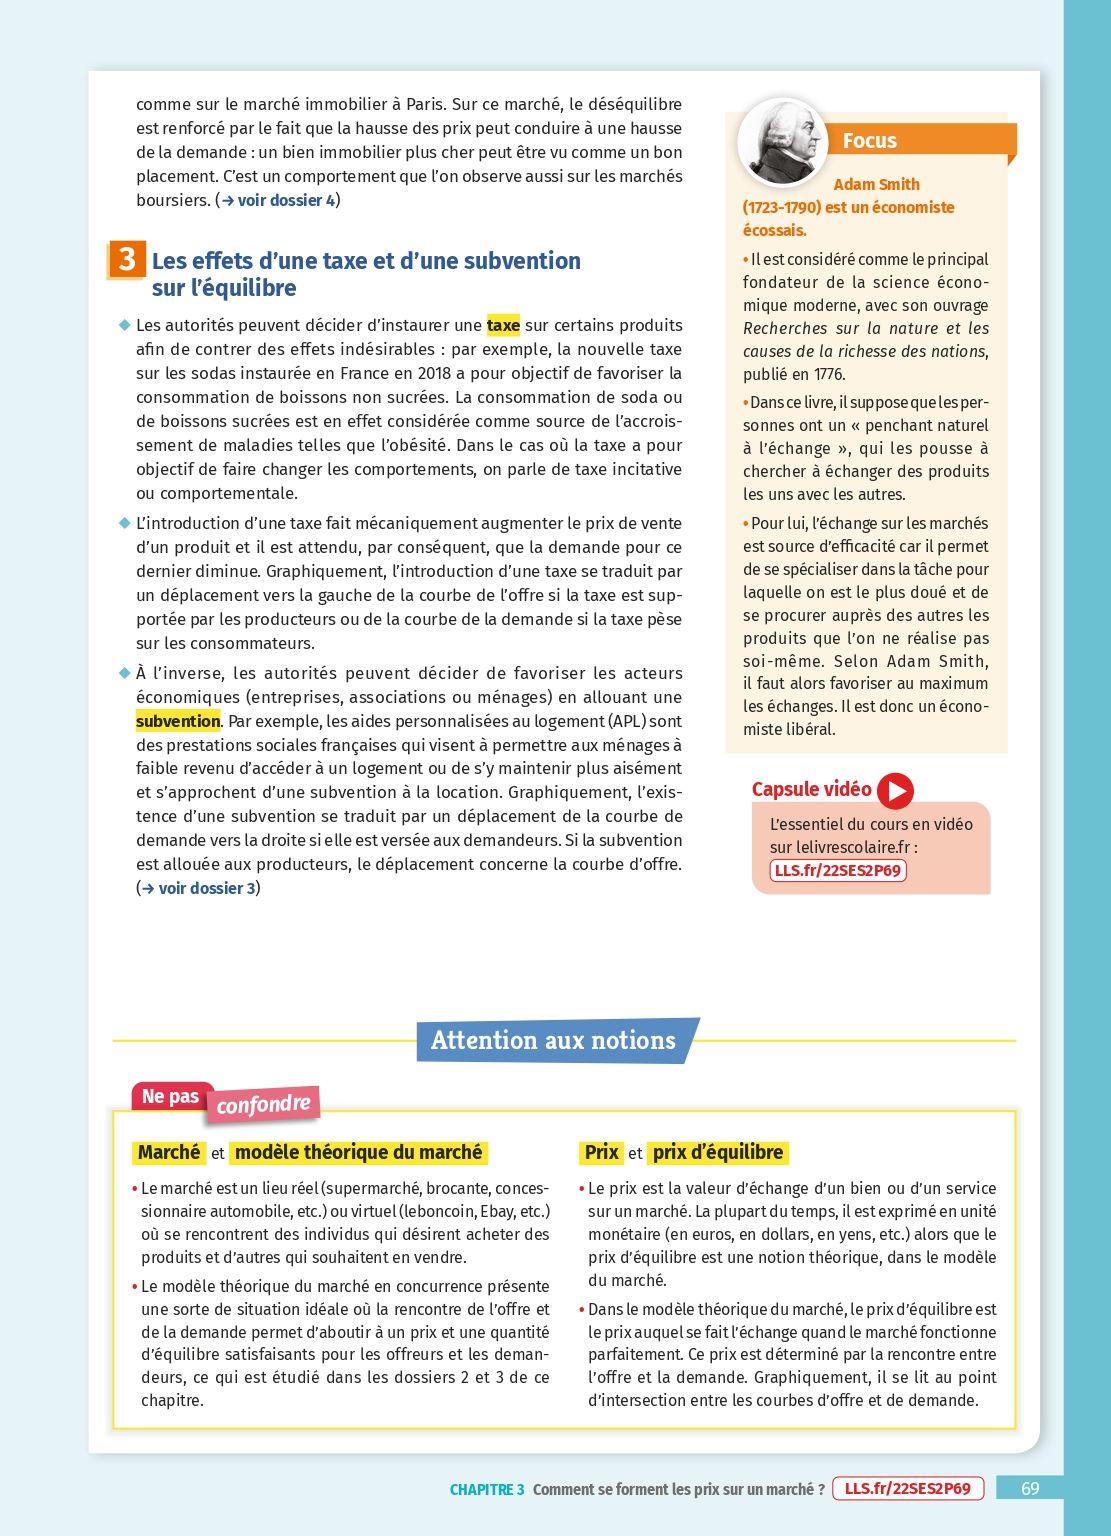 comme sur le marché immobilier à Paris. Sur ce marché, le déséquilibre
est renforcé par le fait que la hausse des prix peut conduire à une hausse
de la demande : un bien immobilier plus cher peut être vu comme un bon
placement. C’est un comportement que l’on observe aussi sur les marchés
boursiers. (→ voir dossier 4)
3 Les effets d’une taxe et d’une subvention
sur l’équilibre
◆ Les autorités peuvent décider d’instaurer une taxe sur certains produits
afin de contrer des effets indésirables : par exemple, la nouvelle taxe
sur les sodas instaurée en France en 2018 a pour objectif de favoriser la
consommation de boissons non sucrées. La consommation de soda ou
de boissons sucrées est en effet considérée comme source de l’accrois-
sement de maladies telles que l’obésité. Dans le cas où la taxe a pour
objectif de faire changer les comportements, on parle de taxe incitative
ou comportementale.
◆ L’introduction d’une taxe fait mécaniquement augmenter le prix de vente
d’un produit et il est attendu, par conséquent, que la demande pour ce
dernier diminue. Graphiquement, l’introduction d’une taxe se traduit par
un déplacement vers la gauche de la courbe de l’offre si la taxe est sup-
portée par les producteurs ou de la courbe de la demande si la taxe pèse
sur les consommateurs.
◆ À l’inverse, les autorités peuvent décider de favoriser les acteurs
économiques (entreprises, associations ou ménages) en allouant une
subvention. Par exemple, les aides personnalisées au logement (APL) sont
des prestations sociales françaises qui visent à permettre aux ménages à
faible revenu d’accéder à un logement ou de s’y maintenir plus aisément
et s’approchent d’une subvention à la location. Graphiquement, l’exis-
tence d’une subvention se traduit par un déplacement de la courbe de
demande vers la droite si elle est versée aux demandeurs. Si la subvention
est allouée aux producteurs, le déplacement concerne la courbe d’offre.
(→ voir dossier 3)
Focus
Adam Smith
(1723-1790) est un économiste
écossais.
• Il est considéré comme le principal
fondateur de la science écono-
mique moderne, avec son ouvrage
Recherches sur la nature et les
causes de la richesse des nations,
publié en 1776.
• Dans ce livre, il suppose que les per-
sonnes ont un « penchant naturel
à l’échange », qui les pousse à
chercher à échanger des produits
les uns avec les autres.
• Pour lui, l’échange sur les marchés
est source d’efficacité car il permet
de se spécialiser dans la tâche pour
laquelle on est le plus doué et de
se procurer auprès des autres les
produits que l’on ne réalise pas
soi-même. Selon Adam Smith,
il faut alors favoriser au maximum
les échanges. Il est donc un écono-
miste libéral.
Capsule vidéo
L’essentiel du cours en vidéo
sur lelivrescolaire.fr :
LLS.fr/22SES2P69
Attention aux notions
Ne pas confondre
Marché et modèle théorique du marché
• Le marché est un lieu réel (supermarché, brocante, conces-
sionnaire automobile, etc.) ou virtuel (leboncoin, Ebay, etc.)
où se rencontrent des individus qui désirent acheter des
produits et d’autres qui souhaitent en vendre.
• Le modèle théorique du marché en concurrence présente
une sorte de situation idéale où la rencontre de l’offre et
de la demande permet d’aboutir à un prix et une quantité
d’équilibre satisfaisants pour les offreurs et les deman-
deurs, ce qui est étudié dans les dossiers 2 et 3 de ce
chapitre.
Prix et prix d’équilibre
• Le prix est la valeur d’échange d’un bien ou d’un service
sur un marché. La plupart du temps, il est exprimé en unité
monétaire (en euros, en dollars, en yens, etc.) alors que le
prix d’équilibre est une notion théorique, dans le modèle
du marché.
• Dans le modèle théorique du marché, le prix d’équilibre est
le prix auquel se fait l’échange quand le marché fonctionne
parfaitement. Ce prix est déterminé par la rencontre entre
l’offre et la demande. Graphiquement, il se lit au point
d’intersection entre les courbes d’offre et de demande.
CHAPITRE 3 Comment se forment les prix sur un marché ? LLS.fr/22SES2P69 69